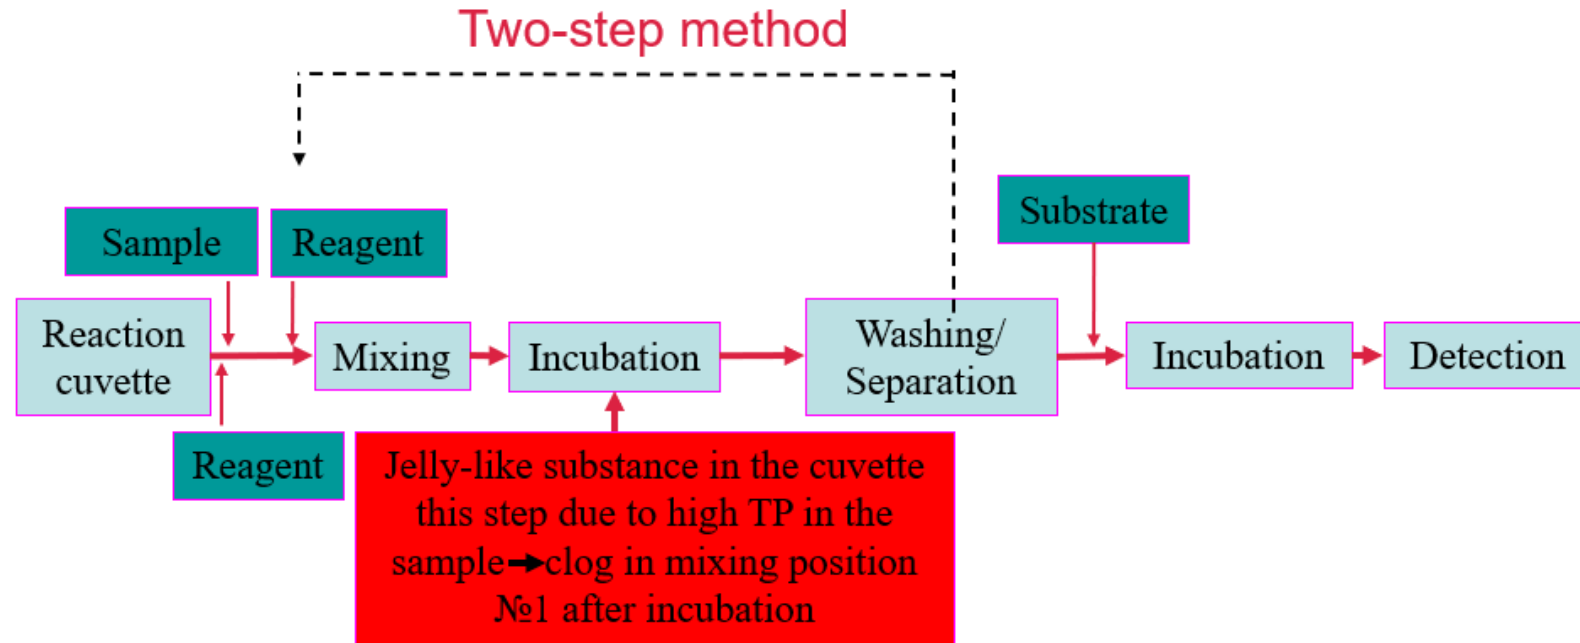 Two-step method
Sample
Reagent
Substrate
Reaction
cuvette
Mixing
Incubation
Washing/
Separation
Incubation
Detection
Reagent
Jelly-like substance in the cuvette
this step due to high TP in the
sample→clog in mixing position
№1 after incubation